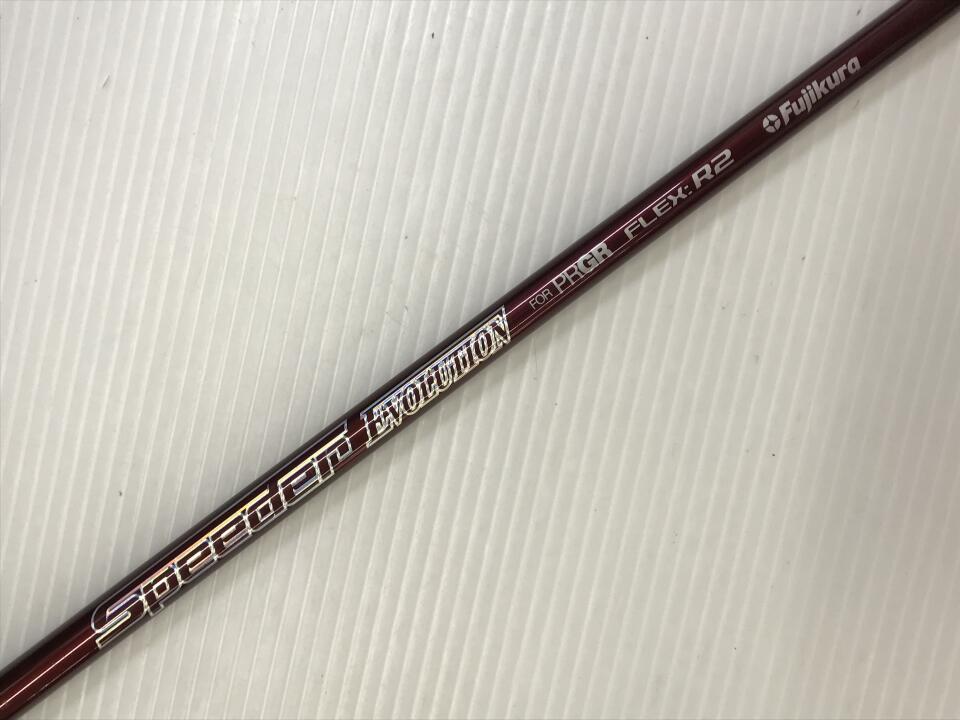 Speeder EVOLUTION FOR PRGR FLEX: R2 Fujikura